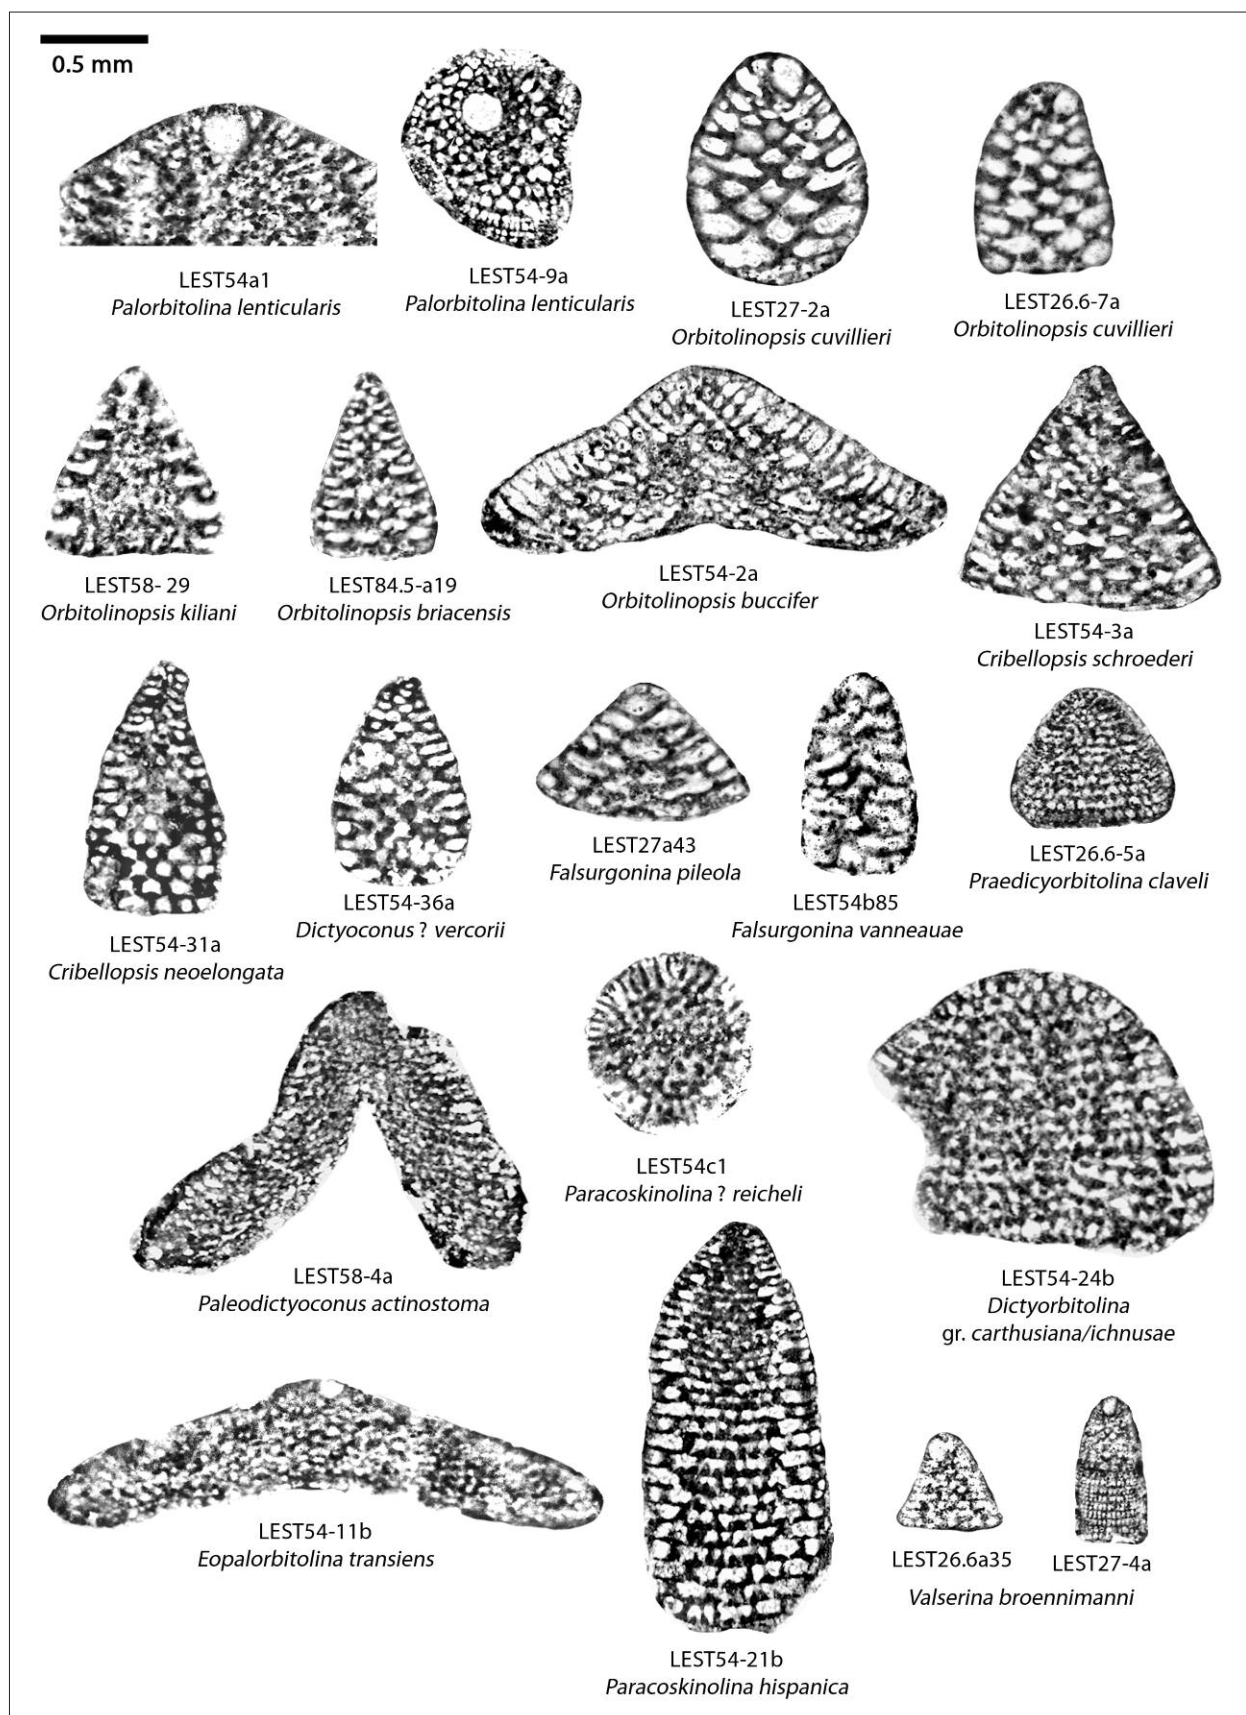 0.5 mm
LEST54a1
Palorbitolina lenticularis
LEST54-9a
Palorbitolina lenticularis
LEST27-2a
Orbitolinopsis cuvillieri
LEST26.6-7a
Orbitolinopsis cuvillieri
LEST58- 29
Orbitolinopsis kiliani
LEST84.5-a19
Orbitolinopsis briacensis
LEST54-2a
Orbitolinopsis buccifer
LEST54-3a
Cribellopsis schroederi
LEST54-31a
Cribellopsis neoelongata
LEST54-36a
Dictyoconus ? vercorii
LEST27a43
Falsurgonina pileola
LEST54b85
Falsurgonina vanneauae
LEST26.6-5a
Praedicyorbitolina claveli
LEST58-4a
Paleodictyoconus actinostoma
LEST54c1
Paracoskinolina ? reicheli
LEST54-24b
Dictyorbitolina
gr. carthusiana/ichnusae
LEST54-11b
Eopalorbitolina transiens
LEST54-21b
Paracoskinolina hispanica
LEST26.6a35
LEST27-4a
Valserina broennimanni